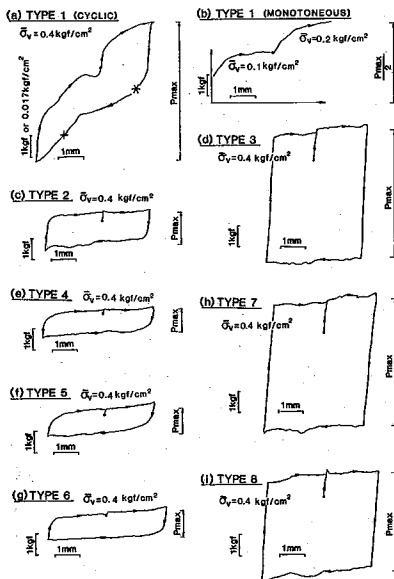 (a) TYPE 1 (CYCLIC)
σ̄v = 0.4kgf/cm²
1kgf or 0.017kgf/cm²
1mm
Pmax
(b) TYPE 1 (MONOTONEOUS)
σ̄v = 0.2kgf/cm²
σ̄v = 0.1kgf/cm²
1kgf
1mm
Pmax
2
(c) TYPE 2 σ̄v = 0.4 kgf/cm²
1kgf
1mm
Pmax
(d) TYPE 3
σ̄v = 0.4 kgf/cm²
1kgf
1mm
Pmax
(e) TYPE 4 σ̄v = 0.4 kgf/cm²
1kgf
1mm
Pmax
(f) TYPE 5
σ̄v = 0.4 kgf/cm²
1kgf
1mm
Pmax
(g) TYPE 6 σ̄v = 0.4 kgf/cm²
1kgf
1mm
Pmax
(h) TYPE 7
σ̄v = 0.4 kgf/cm²
1kgf
1mm
Pmax
(i) TYPE 8
σ̄v = 0.4 kgf/cm²
1kgf
1mm
Pmax